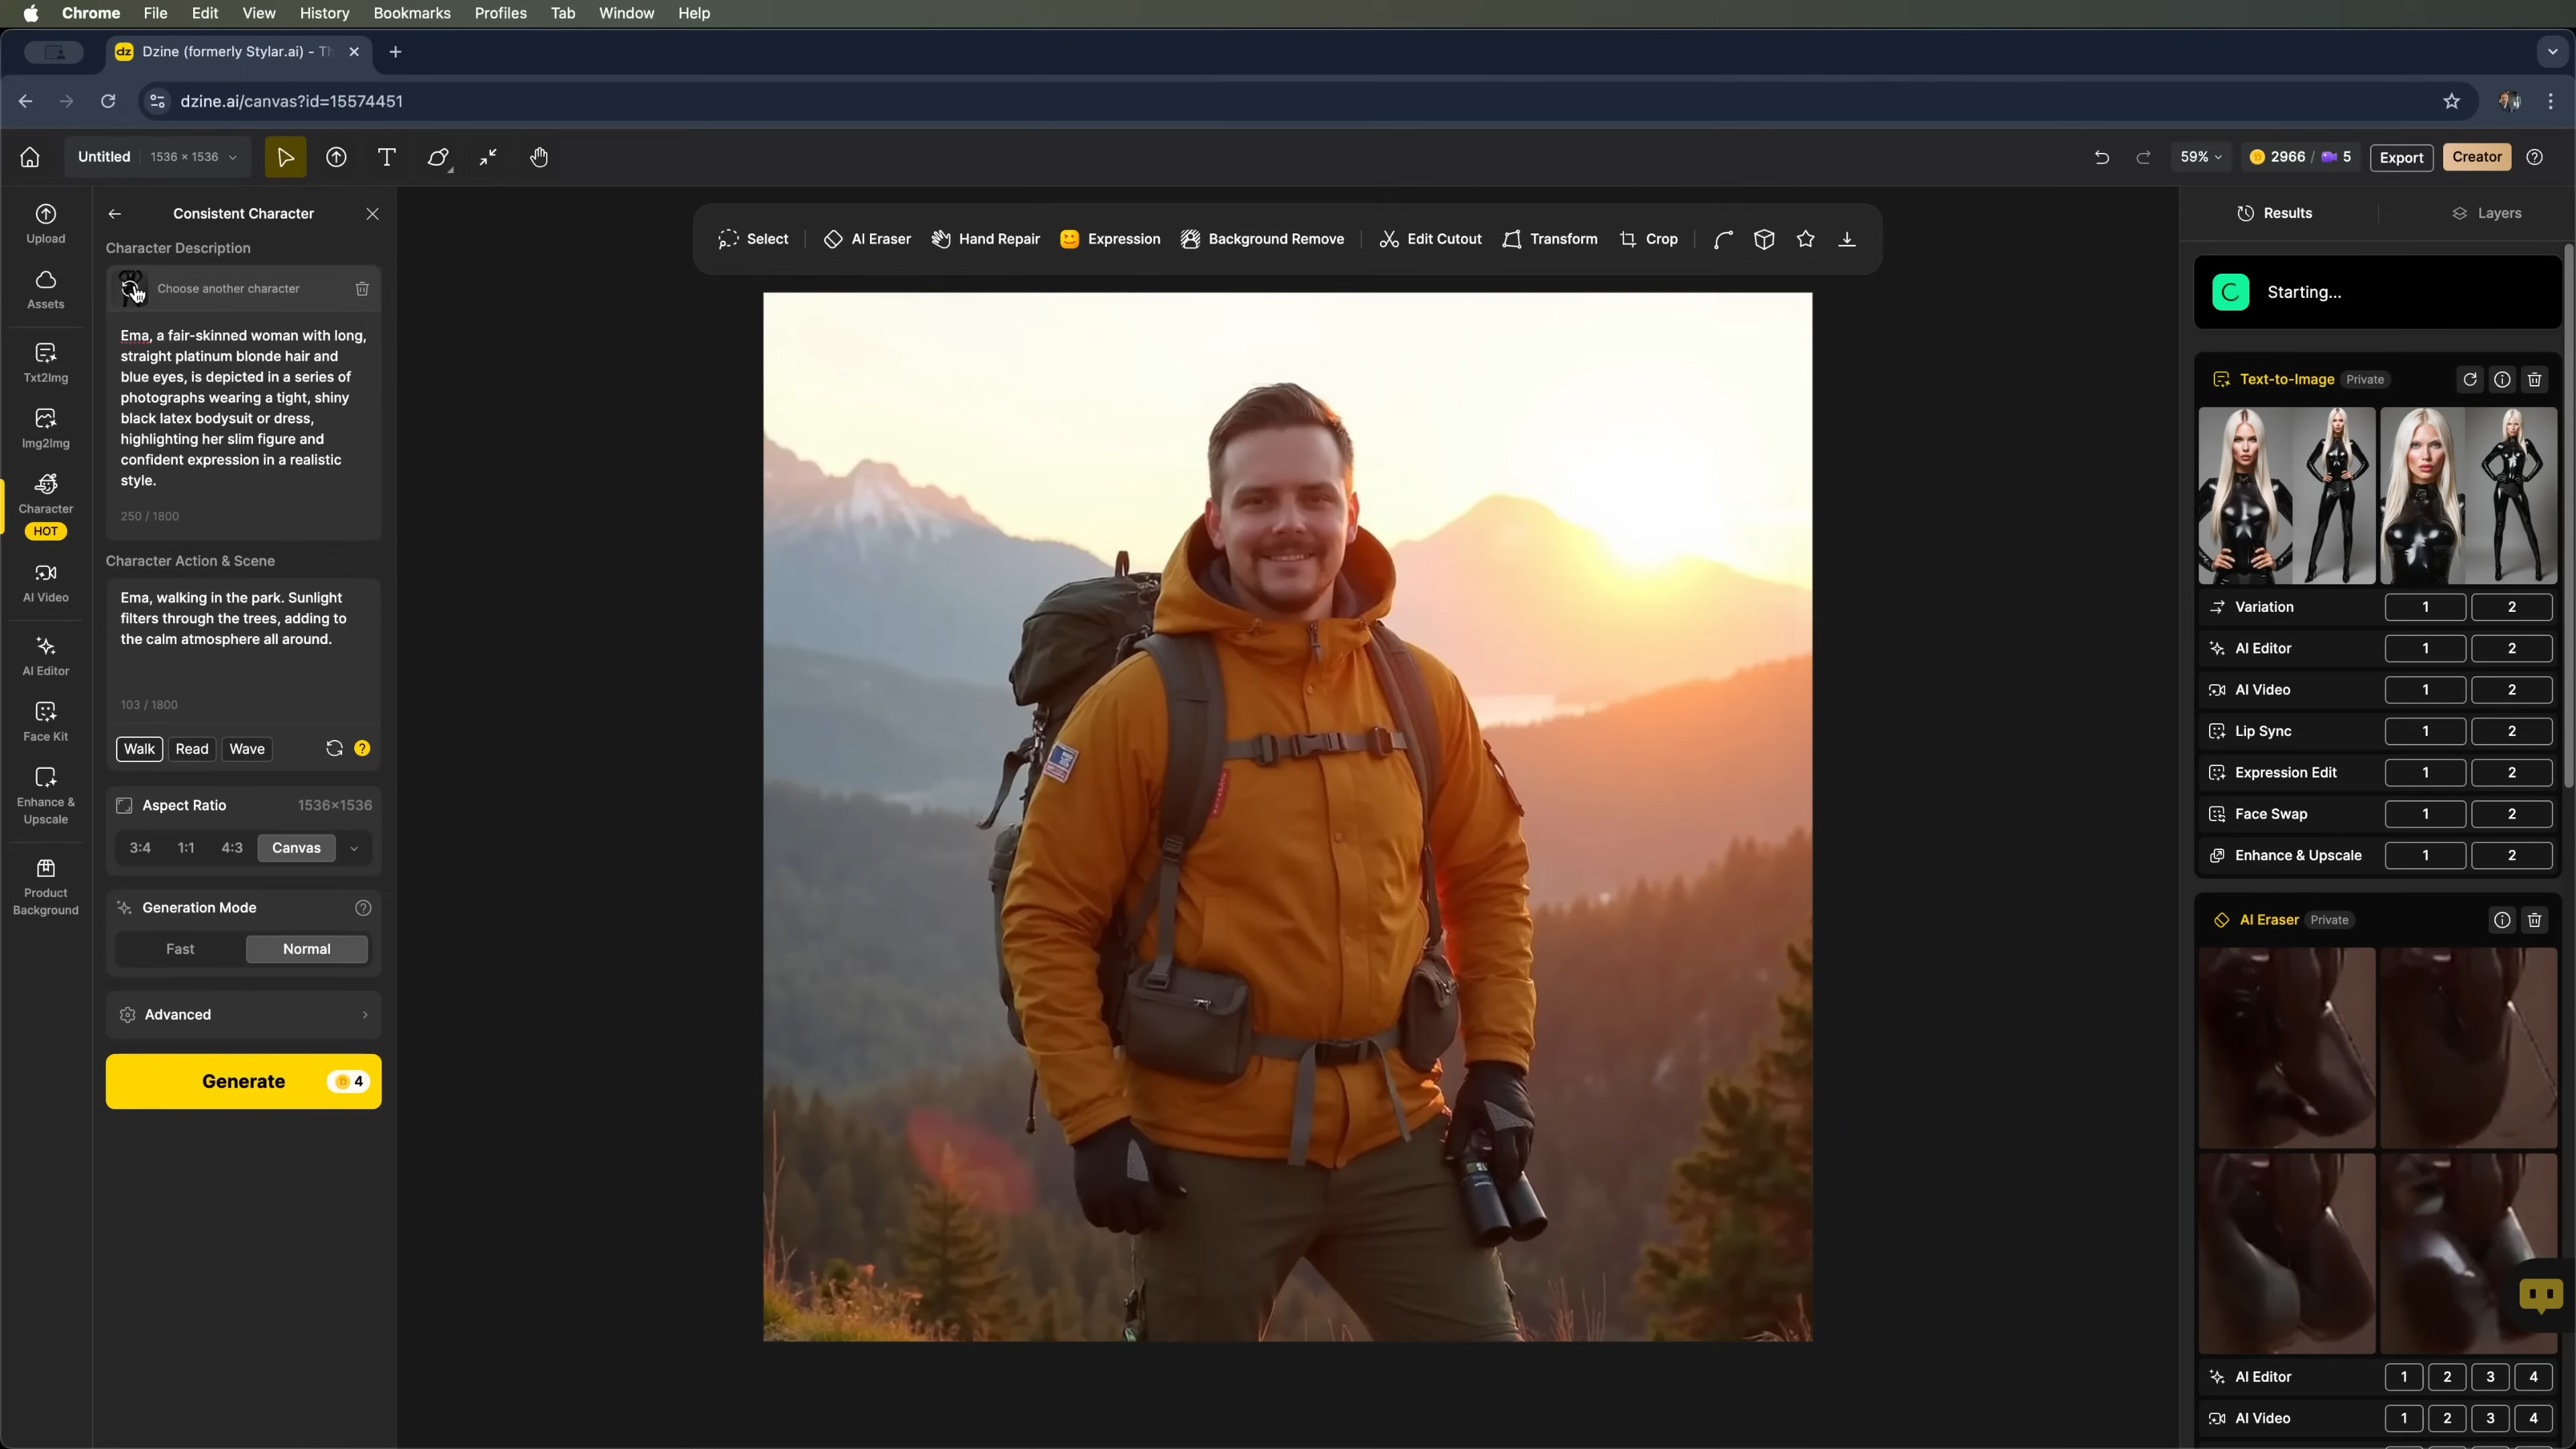 Chrome File Edit View History Bookmarks Profiles Tab Window Help
dz Dzine (formerly Stylar.ai) - Th
dzine.ai/canvas?id=15574451
Untitled 1536 × 1536
59% 2966 / 5 Export Creator
Upload
Assets
Txt2Img
Img2Img
Character
HOT
AI Video
AI Editor
Face Kit
Enhance &
Upscale
Product
Background
Consistent Character
Character Description
Choose another character
Ema, a fair-skinned woman with long,
straight platinum blonde hair and
blue eyes, is depicted in a series of
photographs wearing a tight, shiny
black latex bodysuit or dress,
highlighting her slim figure and
confident expression in a realistic
style.
250 / 1800
Character Action & Scene
Ema, walking in the park. Sunlight
filters through the trees, adding to
the calm atmosphere all around.
103 / 1800
Walk Read Wave ?
Aspect Ratio 1536×1536
3:4 1:1 4:3 Canvas
Generation Mode
Fast Normal
Advanced
Generate 4
Select AI Eraser Hand Repair Expression Background Remove Edit Cutout Transform Crop
Results Layers
Starting...
Text-to-Image Private
Variation 1 2
AI Editor 1 2
AI Video 1 2
Lip Sync 1 2
Expression Edit 1 2
Face Swap 1 2
Enhance & Upscale 1 2
AI Eraser Private
AI Editor 1 2 3 4
AI Video 1 2 3 4